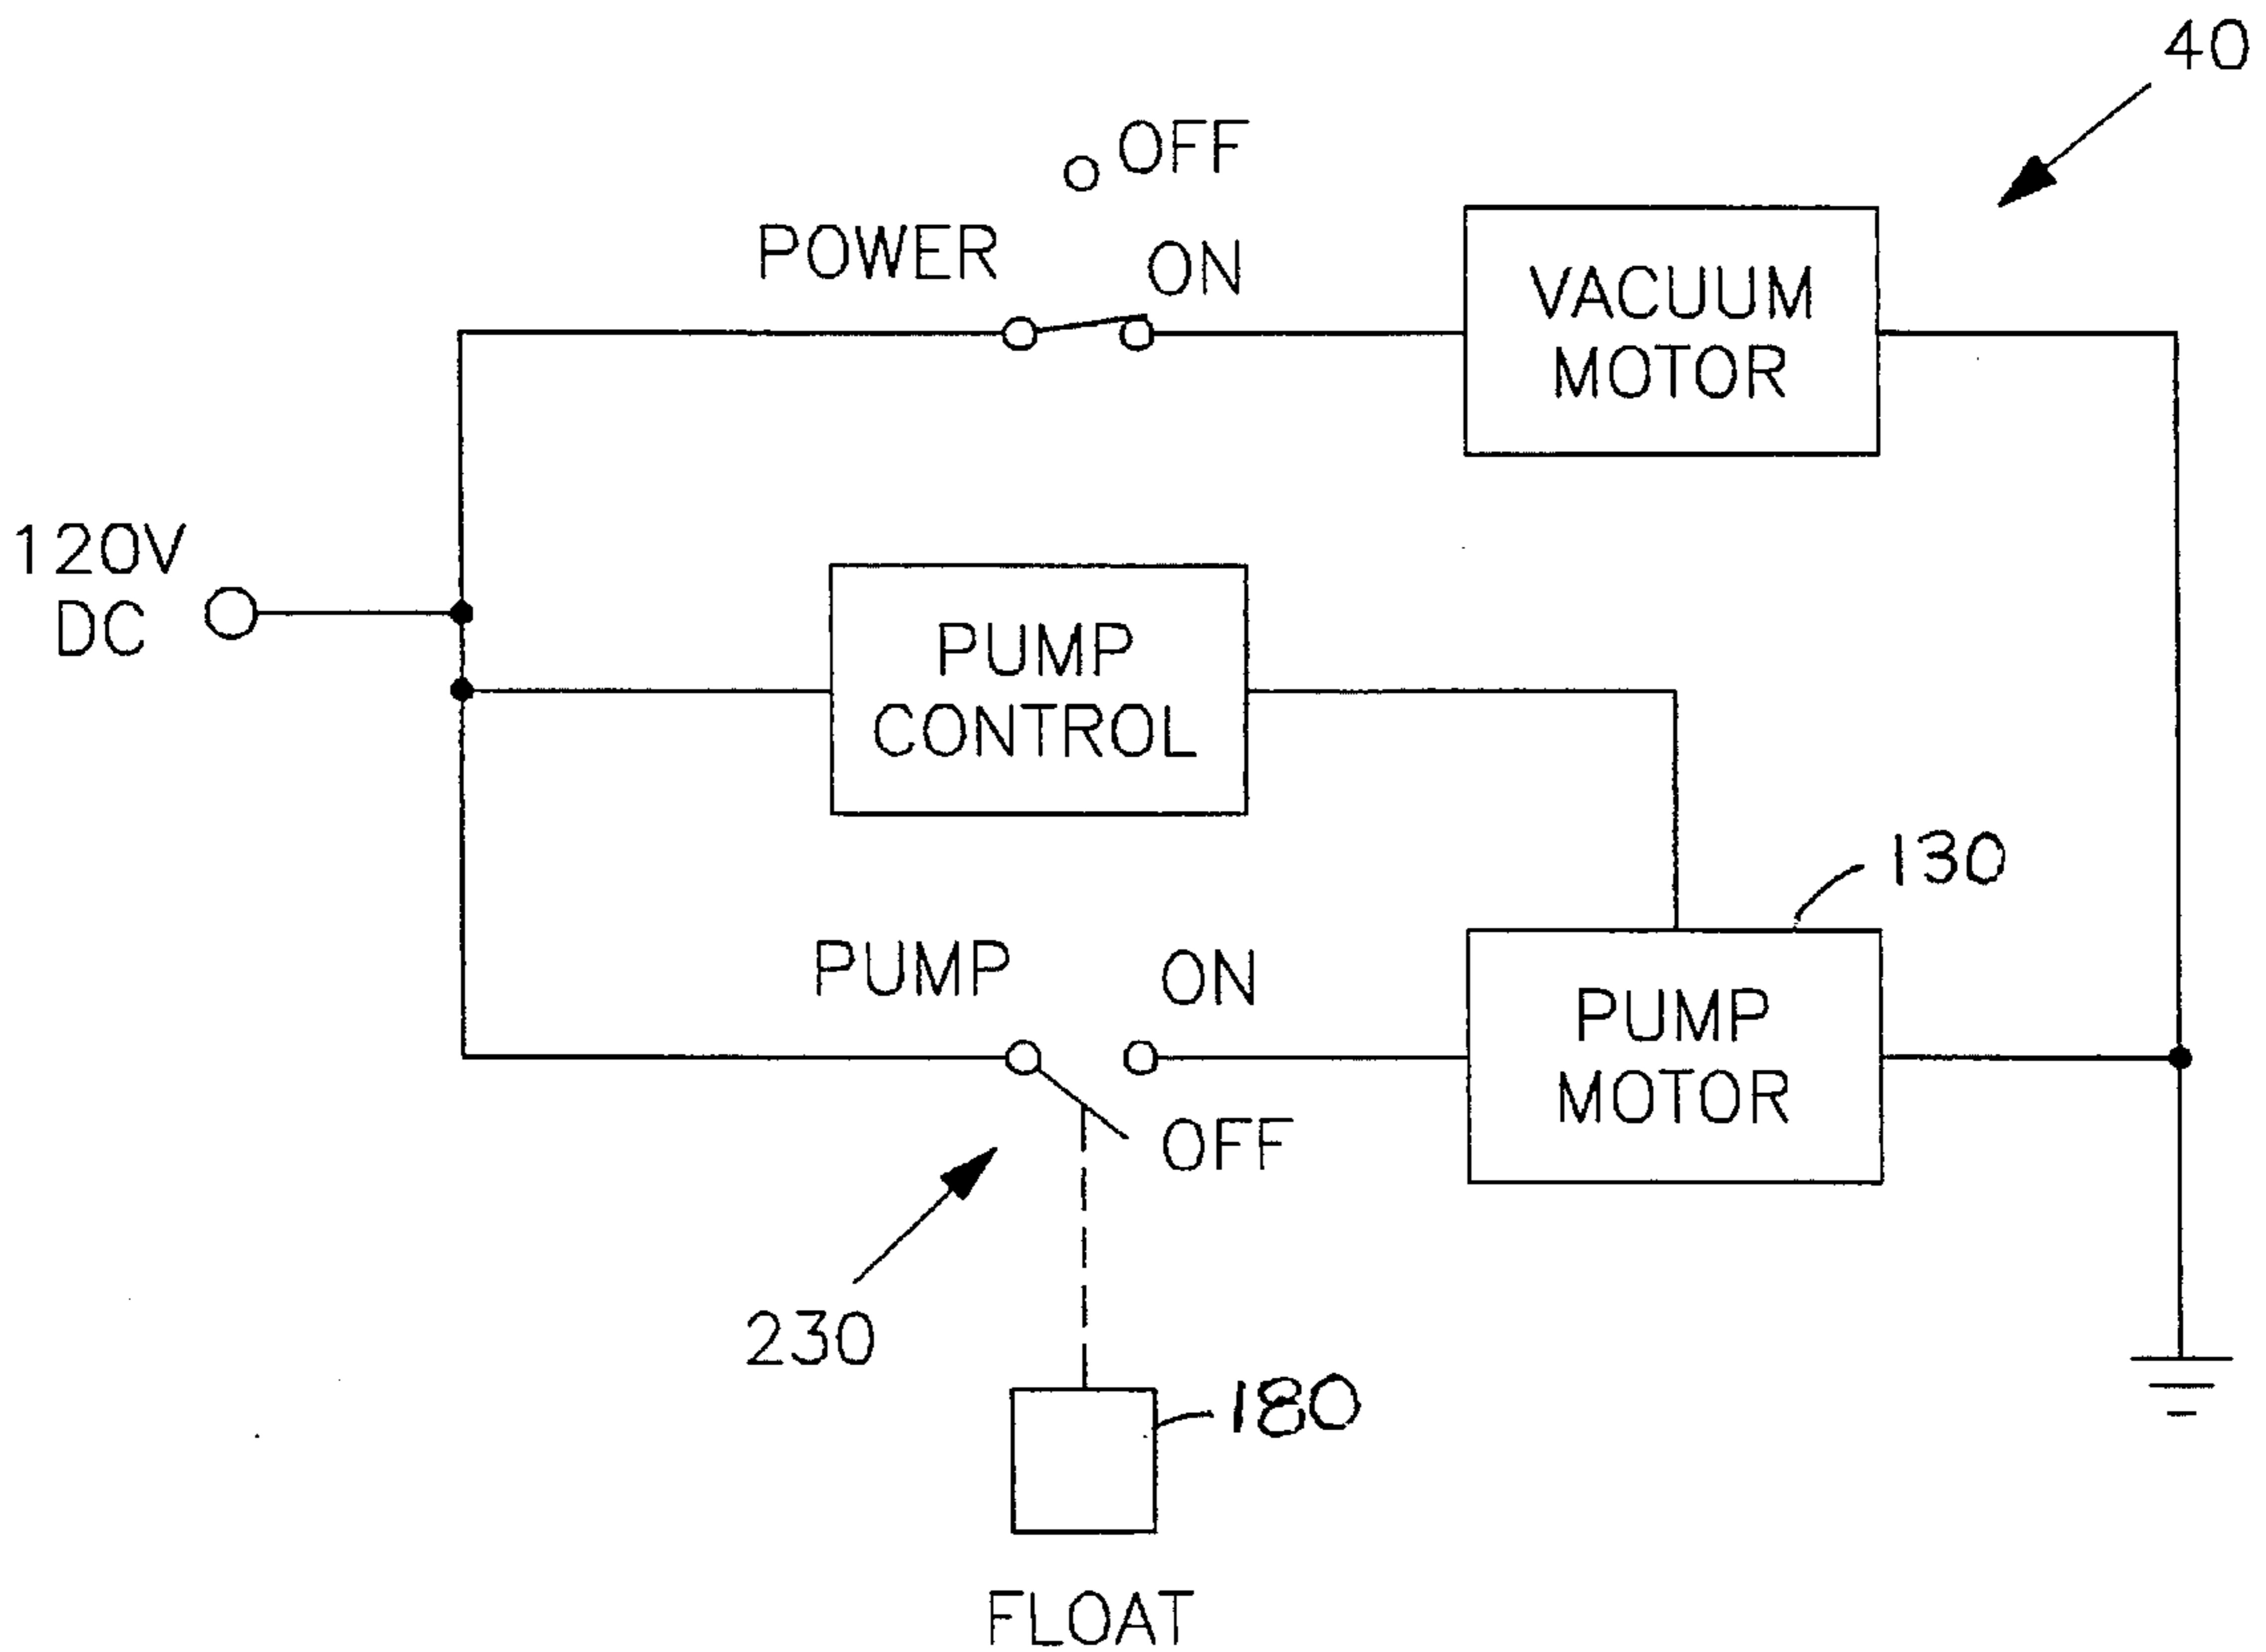 40
OFF
POWER
ON
VACUUM
MOTOR
120V
DC
PUMP
CONTROL
130
PUMP
ON
PUMP
MOTOR
OFF
230
180
FLOAT